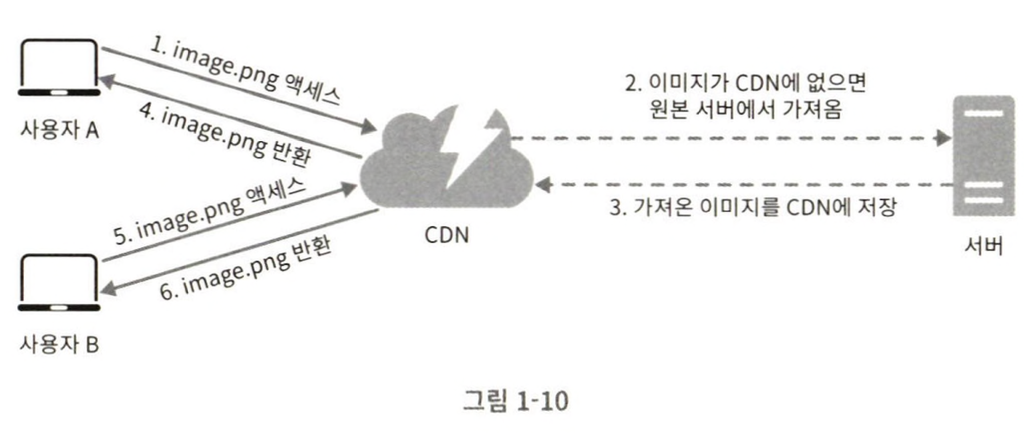 1. image.png 액세스
2. 이미지가 CDN에 없으면
원본 서버에서 가져옴
사용자 A
4. image.png 반환
3. 가져온 이미지를 CDN에 저장
5. image.png 액세스
CDN
서버
6. image.png 반환
사용자 B
그림 1-10